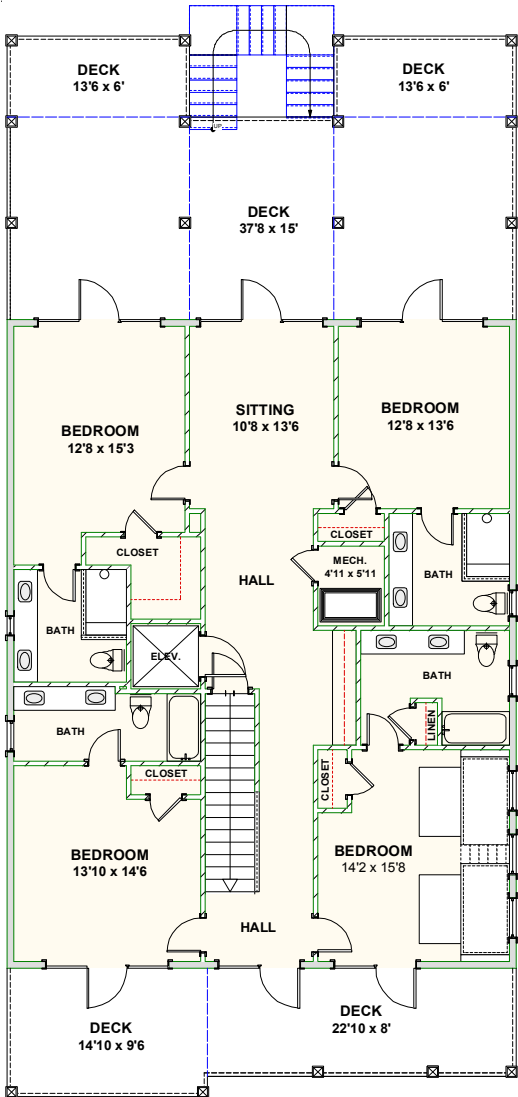 DECK
13'6 x 6'
DECK
13'6 x 6'
UP
DECK
37'8 x 15'
SITTING
10'8 x 13'6
BEDROOM
12'8 x 13'6
BEDROOM
12'8 x 15'3
CLOSET
CLOSET
MECH.
4'11 x 5'11
HALL
BATH
BATH
ELEV.
BATH
BATH
LINEN
CLOSET
CLOSET
BEDROOM
13'10 x 14'6
BEDROOM
14'2 x 15'8
HALL
DECK
22'10 x 8'
DECK
14'10 x 9'6